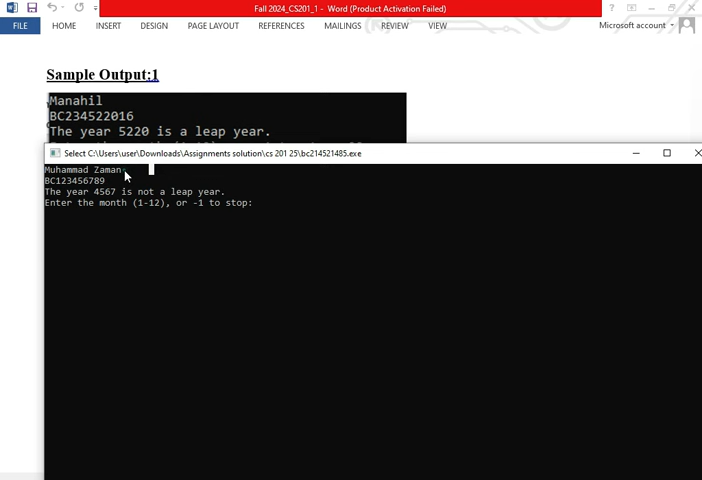 Fall 2024_CS201_1 - Word (Product Activation Failed)
FILE HOME INSERT DESIGN PAGE LAYOUT REFERENCES MAILINGS REVIEW VIEW Microsoft account
Sample Output:1
Manahil
BC234522016
The year 5220 is a leap year.
Select C:\Users\user\Downloads\Assignments solution\cs 201 25\bc214521485.exe
Muhammad Zaman
BC123456789
The year 4567 is not a leap year.
Enter the month (1-12), or -1 to stop: